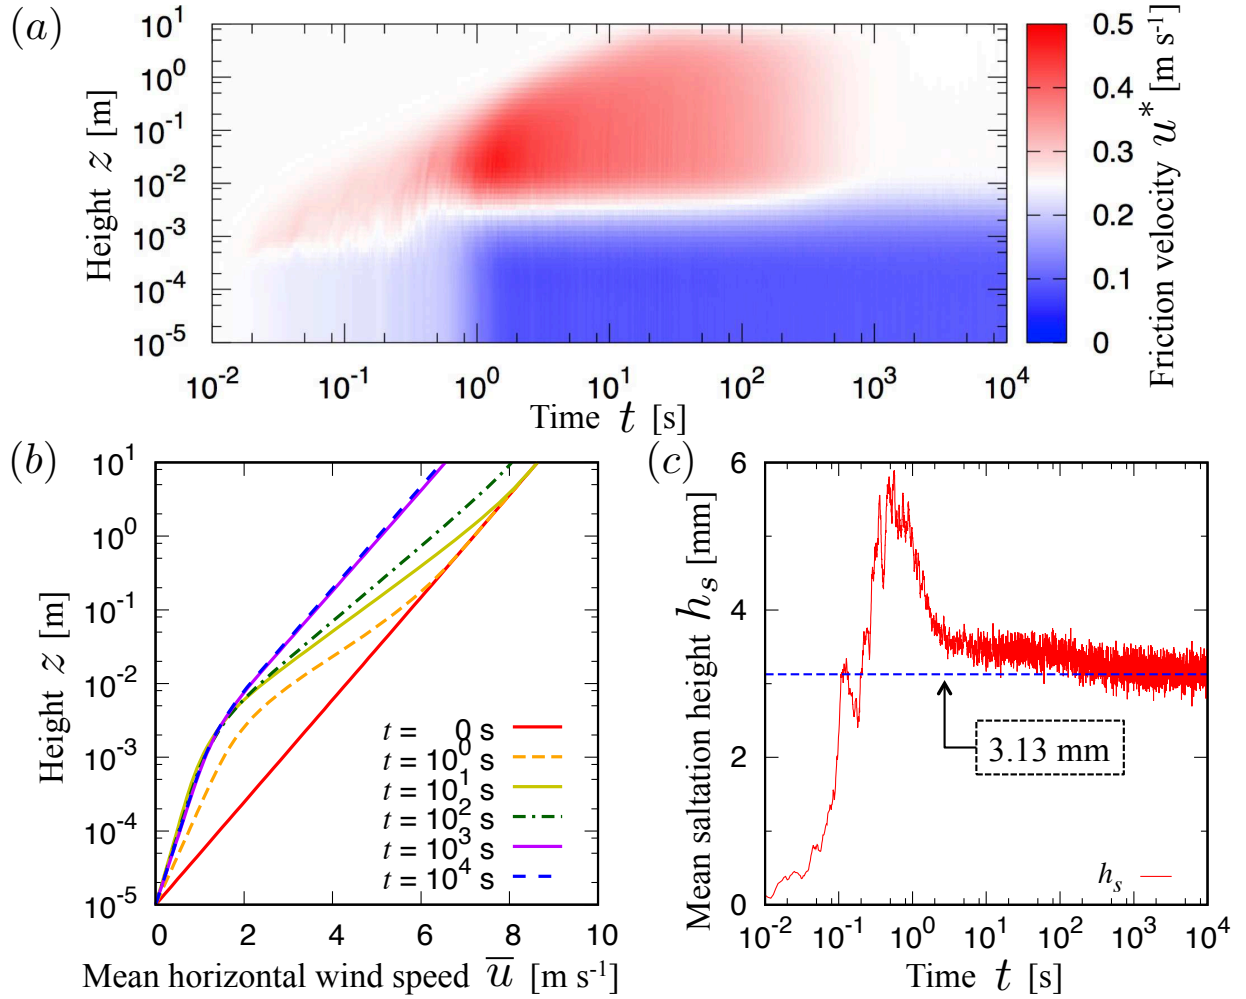 (a)
Height z [m]
10^1
10^0
10^-1
10^-2
10^-3
10^-4
10^-5
10^-2 10^-1 10^0 10^1 10^2 10^3 10^4
Time t [s]
0.5
0.4
0.3
0.2
0.1
0
Friction velocity u* [m s^-1]
(b)
Height z [m]
10^1
10^0
10^-1
10^-2
10^-3
10^-4
10^-5
t = 0 s
t = 10^0 s
t = 10^1 s
t = 10^2 s
t = 10^3 s
t = 10^4 s
0 2 4 6 8 10
Mean horizontal wind speed u̅ [m s^-1]
(c)
Mean saltation height h_s [mm]
6
4
2
0
3.13 mm
h_s
10^-2 10^-1 10^0 10^1 10^2 10^3 10^4
Time t [s]